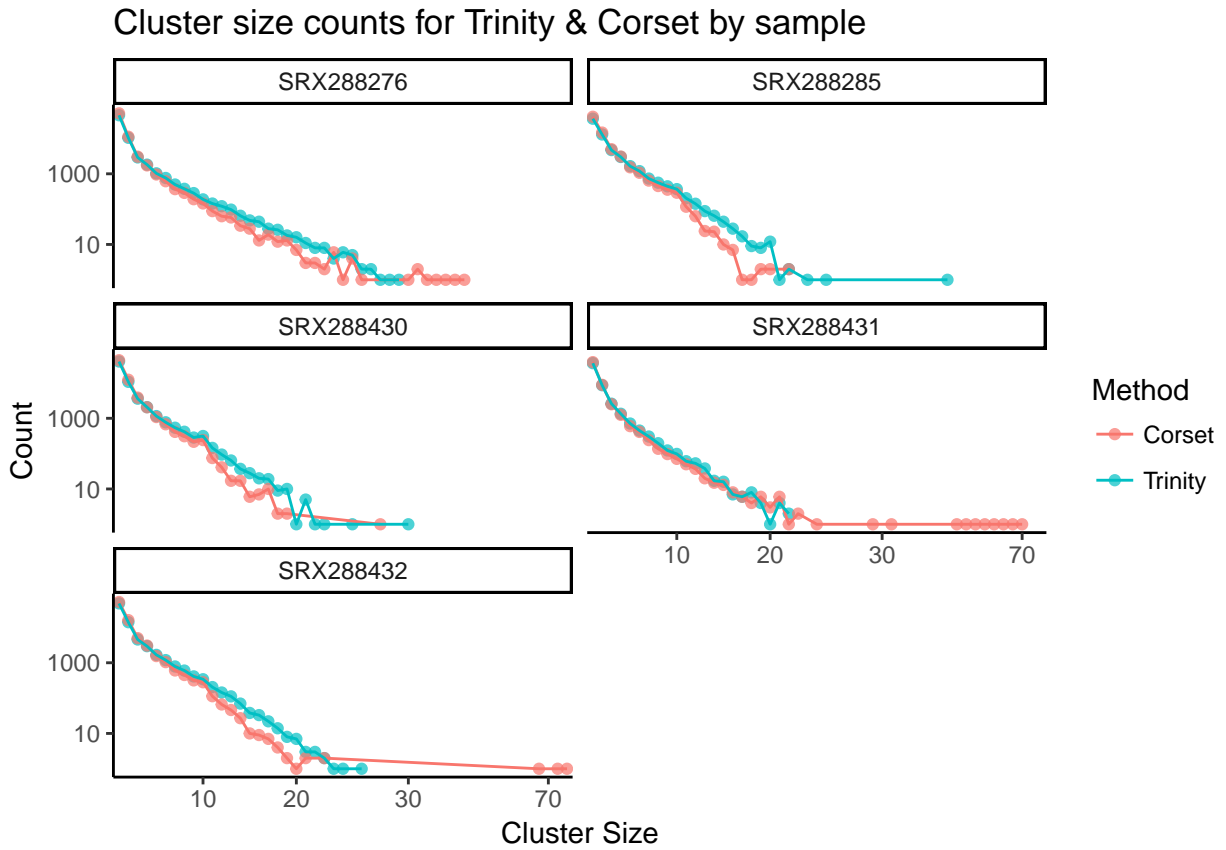 Cluster size counts for Trinity & Corset by sample
SRX288276
SRX288285
1000
10
SRX288430
SRX288431
1000
10
10
20
30
70
SRX288432
1000
10
10
20
30
70
Count
Cluster Size
Method
Corset
Trinity